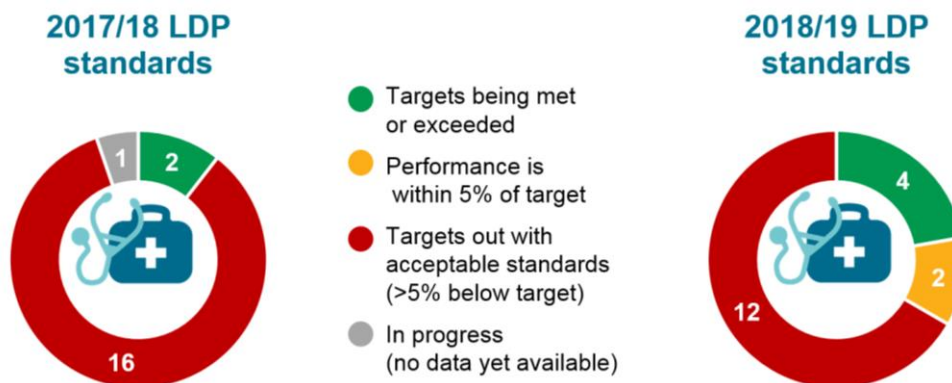 2017/18 LDP
standards
1
2
16
Targets being met
or exceeded
Performance is
within 5% of target
Targets out with
acceptable standards
(>5% below target)
In progress
(no data yet available)
2018/19 LDP
standards
4
2
12